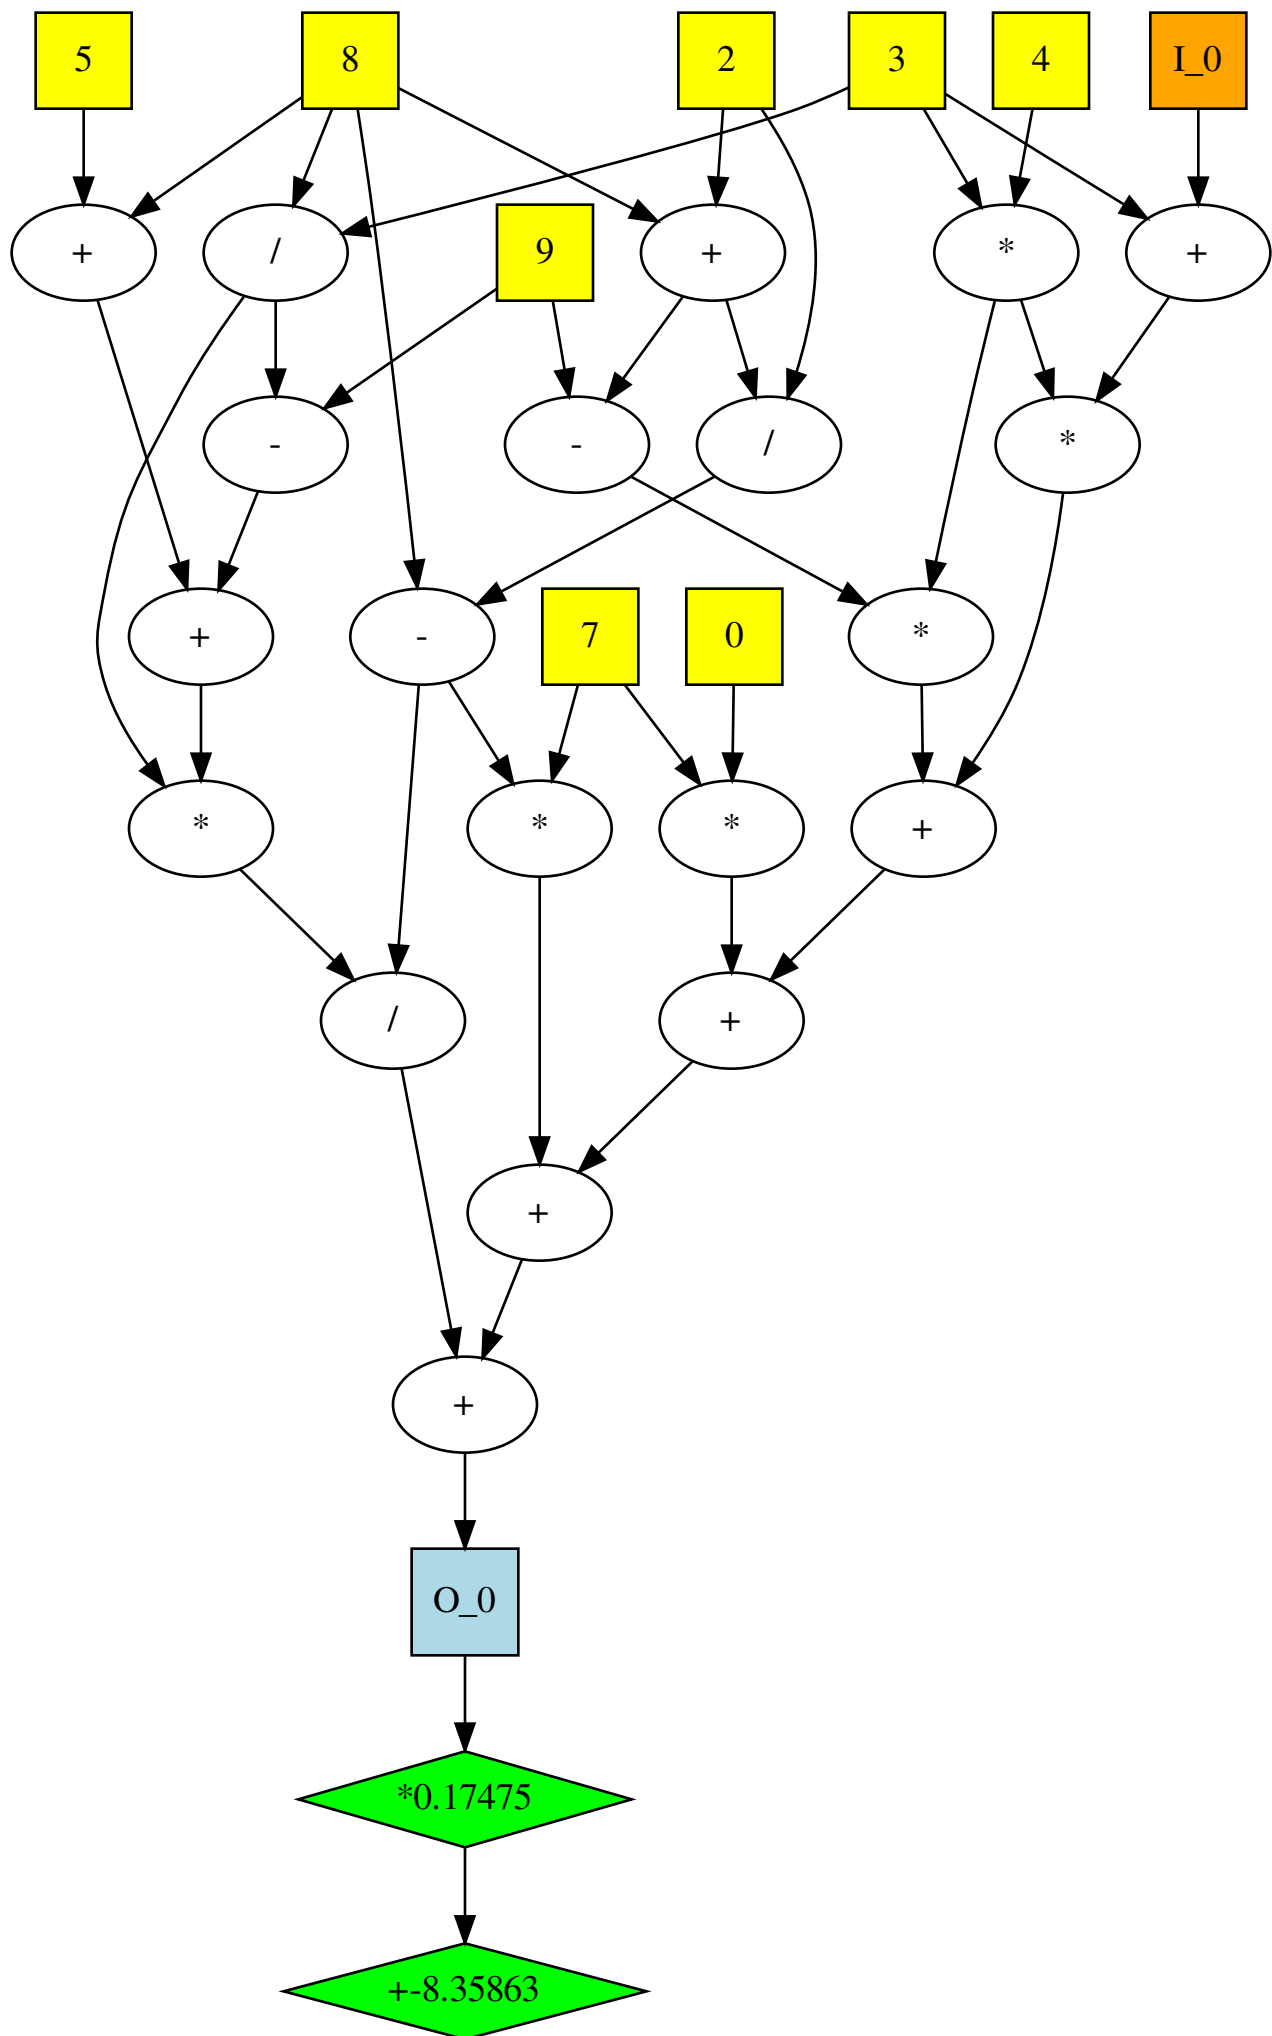 5 8 2 3 4 I_0
+ / 9 + * +
- - / *
+ - 7 0 *
* * * +
/ +
+
+
O_0
*0.17475
+-8.35863